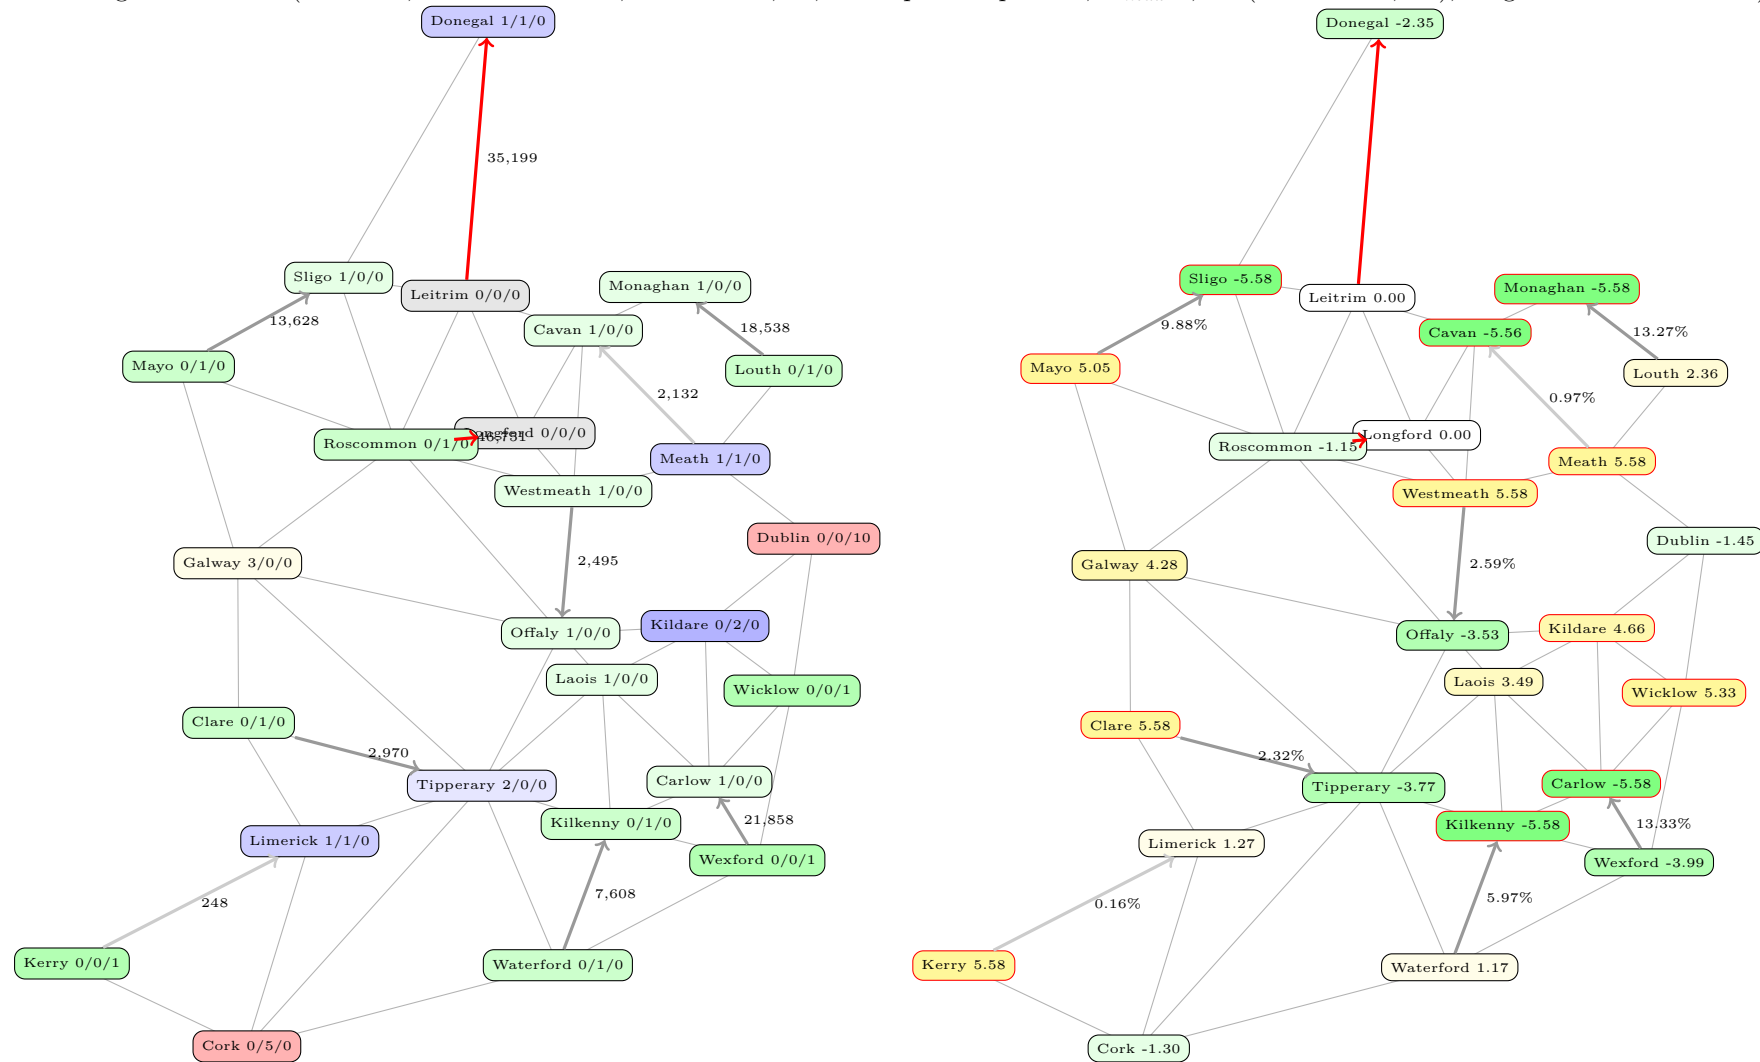 Donegal 1/1/0
35,199
Sligo 1/0/0
Leitrim 0/0/0
Monaghan 1/0/0
13,628
Cavan 1/0/0
18,538
Mayo 0/1/0
Louth 0/1/0
2,132
Longford 0/0/0
Roscommon 0/1/0
Meath 1/1/0
Westmeath 1/0/0
Dublin 0/0/10
Galway 3/0/0
2,495
Offaly 1/0/0
Kildare 0/2/0
Laois 1/0/0
Wicklow 0/0/1
Clare 0/1/0
2,970
Tipperary 2/0/0
Carlow 1/0/0
Kilkenny 0/1/0
21,858
Limerick 1/1/0
Wexford 0/0/1
7,608
248
Kerry 0/0/1
Waterford 0/1/0
Cork 0/5/0
Donegal -2.35
Sligo -5.58
Leitrim 0.00
Monaghan -5.58
9.88%
Cavan -5.56
13.27%
Mayo 5.05
Louth 2.36
0.97%
Longford 0.00
Roscommon -1.15
Meath 5.58
Westmeath 5.58
Dublin -1.45
Galway 4.28
2.59%
Offaly -3.53
Kildare 4.66
Laois 3.49
Wicklow 5.33
Clare 5.58
2.32%
Tipperary -3.77
Carlow -5.58
Kilkenny -5.58
13.33%
Limerick 1.27
Wexford -3.99
5.97%
0.16%
Kerry 5.58
Waterford 1.17
Cork -1.30